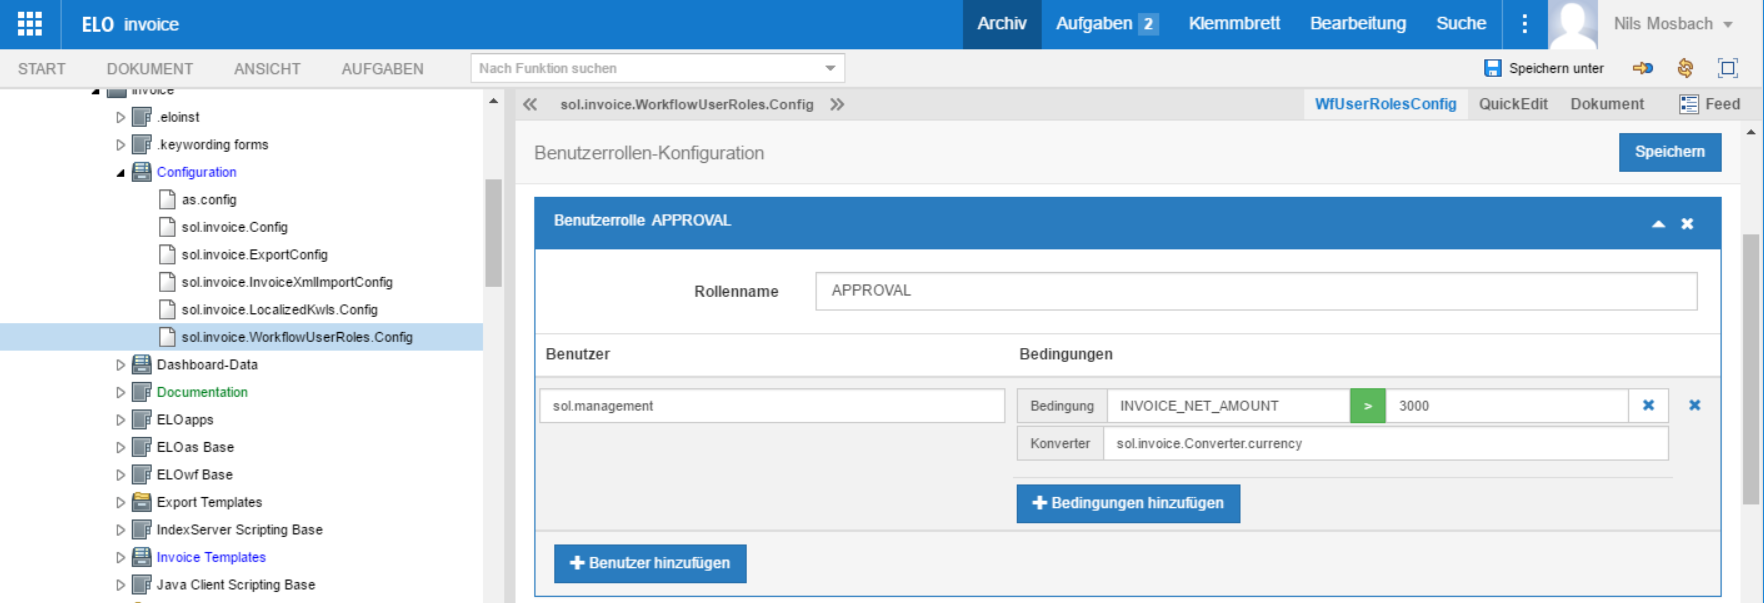 ELO invoice
Archiv Aufgaben 2 Klemmbrett Bearbeitung Suche Nils Mosbach
START DOKUMENT ANSICHT AUFGABEN Nach Funktion suchen Speichern unter
invoice
.eloinst
.keywording forms
Configuration
as.config
sol.invoice.Config
sol.invoice.ExportConfig
sol.invoice.InvoiceXmlImportConfig
sol.invoice.LocalizedKwls.Config
sol.invoice.WorkflowUserRoles.Config
Dashboard-Data
Documentation
ELOapps
ELOas Base
ELOwf Base
Export Templates
IndexServer Scripting Base
Invoice Templates
Java Client Scripting Base
sol.invoice.WorkflowUserRoles.Config WfUserRolesConfig QuickEdit Dokument Feed
Benutzerrollen-Konfiguration Speichern
Benutzerrolle APPROVAL
Rollenname APPROVAL
Benutzer Bedingungen
sol.management Bedingung INVOICE_NET_AMOUNT > 3000
Konverter sol.invoice.Converter.currency
Bedingungen hinzufügen
Benutzer hinzufügen